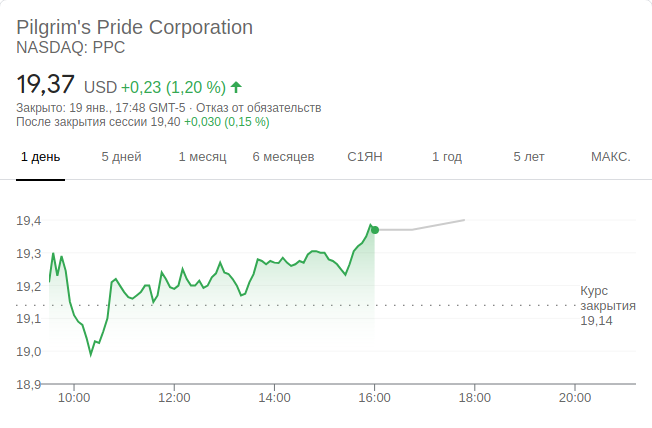 Pilgrim's Pride Corporation
NASDAQ: PPC
19,37 USD +0,23 (1,20 %)
Закрыто: 19 янв., 17:48 GMT-5 · Отказ от обязательств
После закрытия сессии 19,40 +0,030 (0,15 %)
1 день 5 дней 1 месяц 6 месяцев С1ЯН 1 год 5 лет МАКС.
19,4
19,3
19,2
19,1
19,0
18,9
Курс
закрытия
19,14
10:00 12:00 14:00 16:00 18:00 20:00